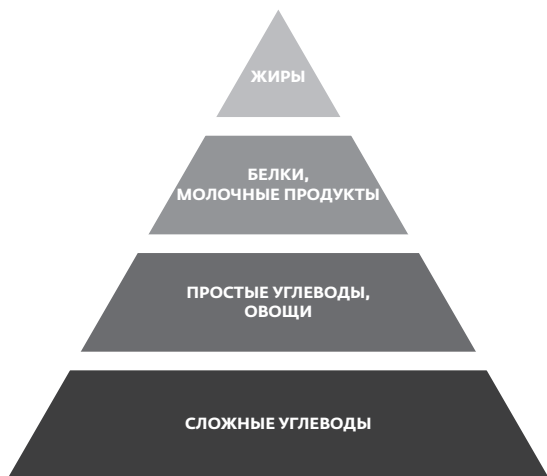 ЖИРЫ
БЕЛКИ,
МОЛОЧНЫЕ ПРОДУКТЫ
ПРОСТЫЕ УГЛЕВОДЫ,
ОВОЩИ
СЛОЖНЫЕ УГЛЕВОДЫ